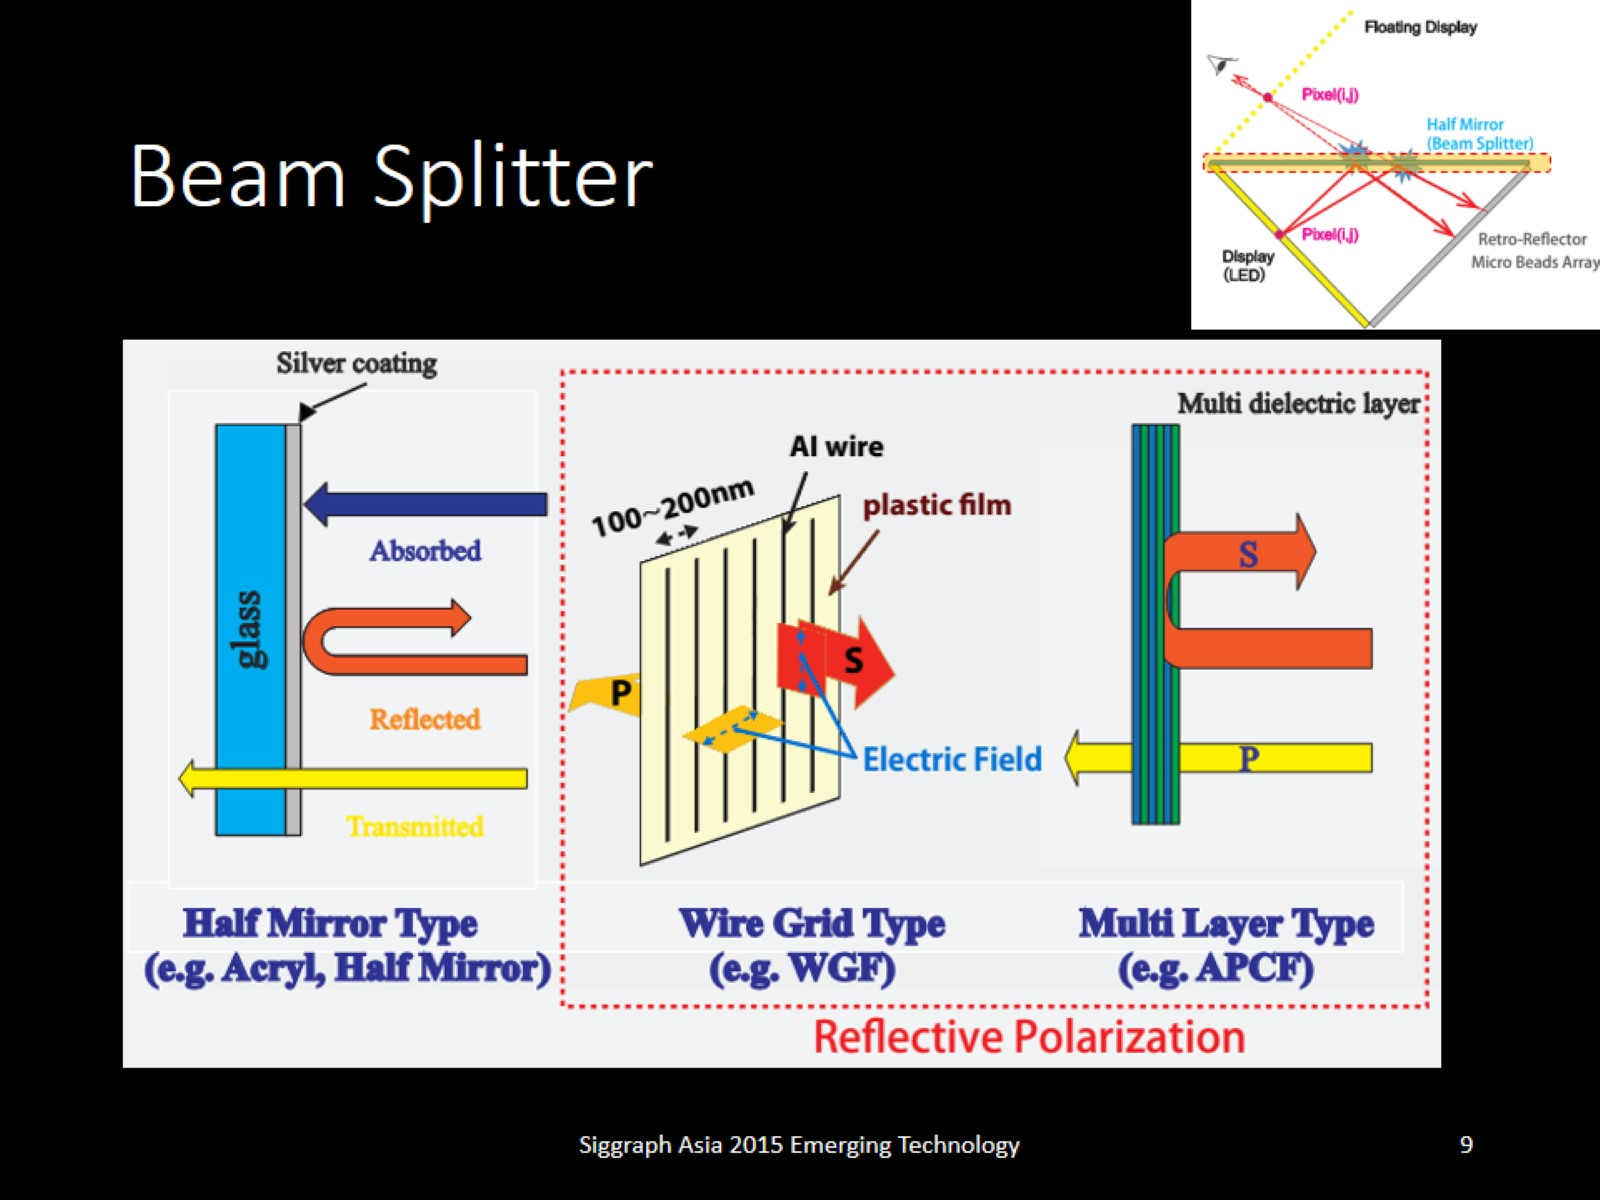 Beam Splitter
Floating Display
Pixel(i,j)
Half Mirror
(Beam Splitter)
Pixel(i,j)
Display
(LED)
Retro-Reflector
Micro Beads Array
Silver coating
glass
Absorbed
Reflected
Transmitted
Half Mirror Type
(e.g. Acryl, Half Mirror)
100~200nm
Al wire
plastic film
P
S
Electric Field
Wire Grid Type
(e.g. WGF)
Multi dielectric layer
S
P
Multi Layer Type
(e.g. APCF)
Reflective Polarization
Siggraph Asia 2015 Emerging Technology
9